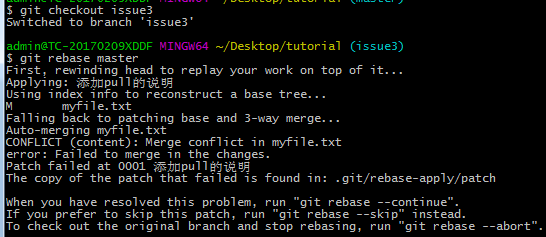 admin@TC-20170209XDDF MINGW64 ~/Desktop/tutorial (master)
$ git checkout issue3
Switched to branch 'issue3'
admin@TC-20170209XDDF MINGW64 ~/Desktop/tutorial (issue3)
$ git rebase master
First, rewinding head to replay your work on top of it...
Applying: 添加pull的说明
Using index info to reconstruct a base tree...
M       myfile.txt
Falling back to patching base and 3-way merge...
Auto-merging myfile.txt
CONFLICT (content): Merge conflict in myfile.txt
error: Failed to merge in the changes.
Patch failed at 0001 添加pull的说明
The copy of the patch that failed is found in: .git/rebase-apply/patch
When you have resolved this problem, run "git rebase --continue".
If you prefer to skip this patch, run "git rebase --skip" instead.
To check out the original branch and stop rebasing, run "git rebase --abort".